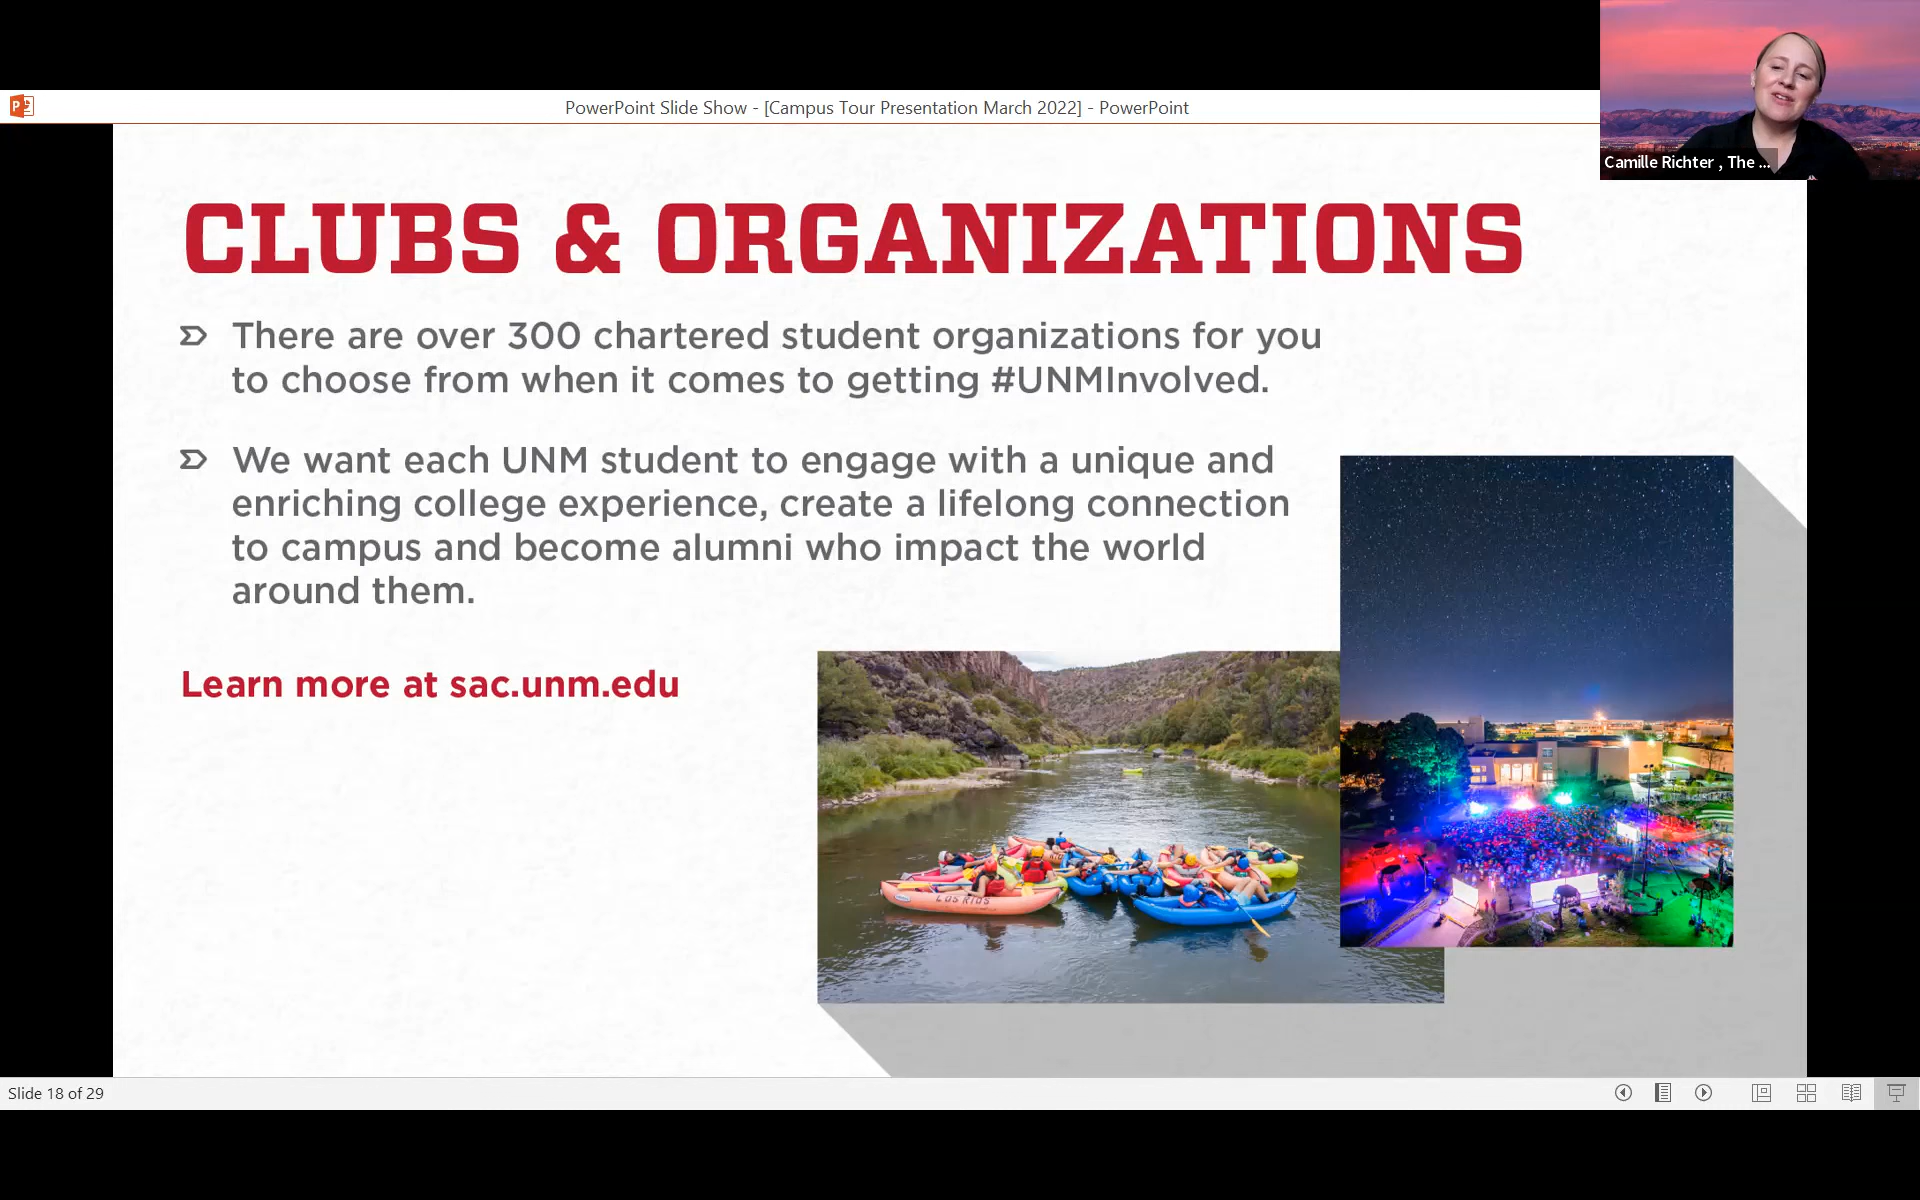 PowerPoint Slide Show - [Campus Tour Presentation March 2022] - PowerPoint
Camille Richter , The ...
CLUBS & ORGANIZATIONS
There are over 300 chartered student organizations for you
to choose from when it comes to getting #UNMInvolved.
We want each UNM student to engage with a unique and
enriching college experience, create a lifelong connection
to campus and become alumni who impact the world
around them.
Learn more at sac.unm.edu
LOS RIOS
Slide 18 of 29